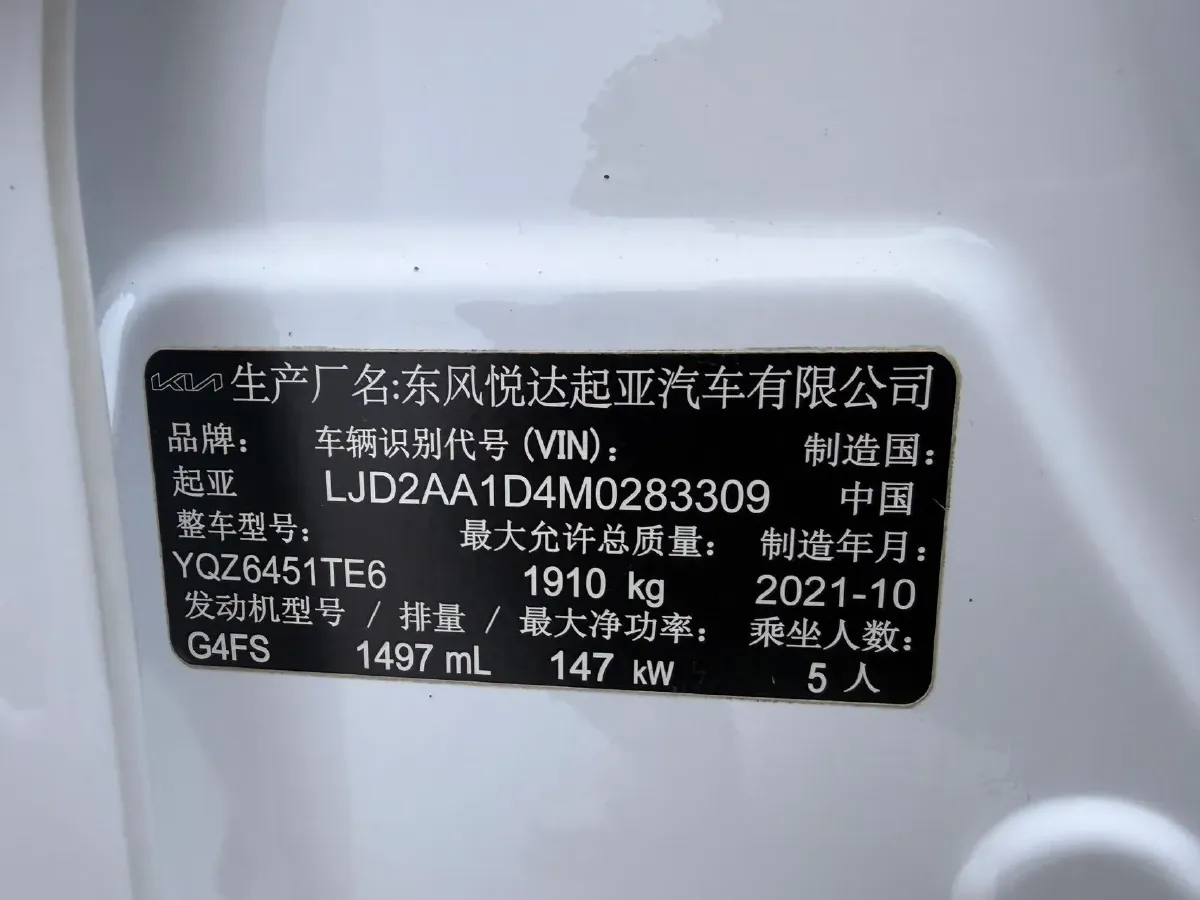 KIA 生产厂名:东风悦达起亚汽车有限公司
品牌: 车辆识别代号 (VIN): 制造国:
起亚 LJD2AA1D4M0283309 中国
整车型号: 最大允许总质量: 制造年月:
YQZ6451TE6 1910 kg 2021-10
发动机型号 / 排量 / 最大净功率: 乘坐人数:
G4FS 1497 mL 147 kW 5 人